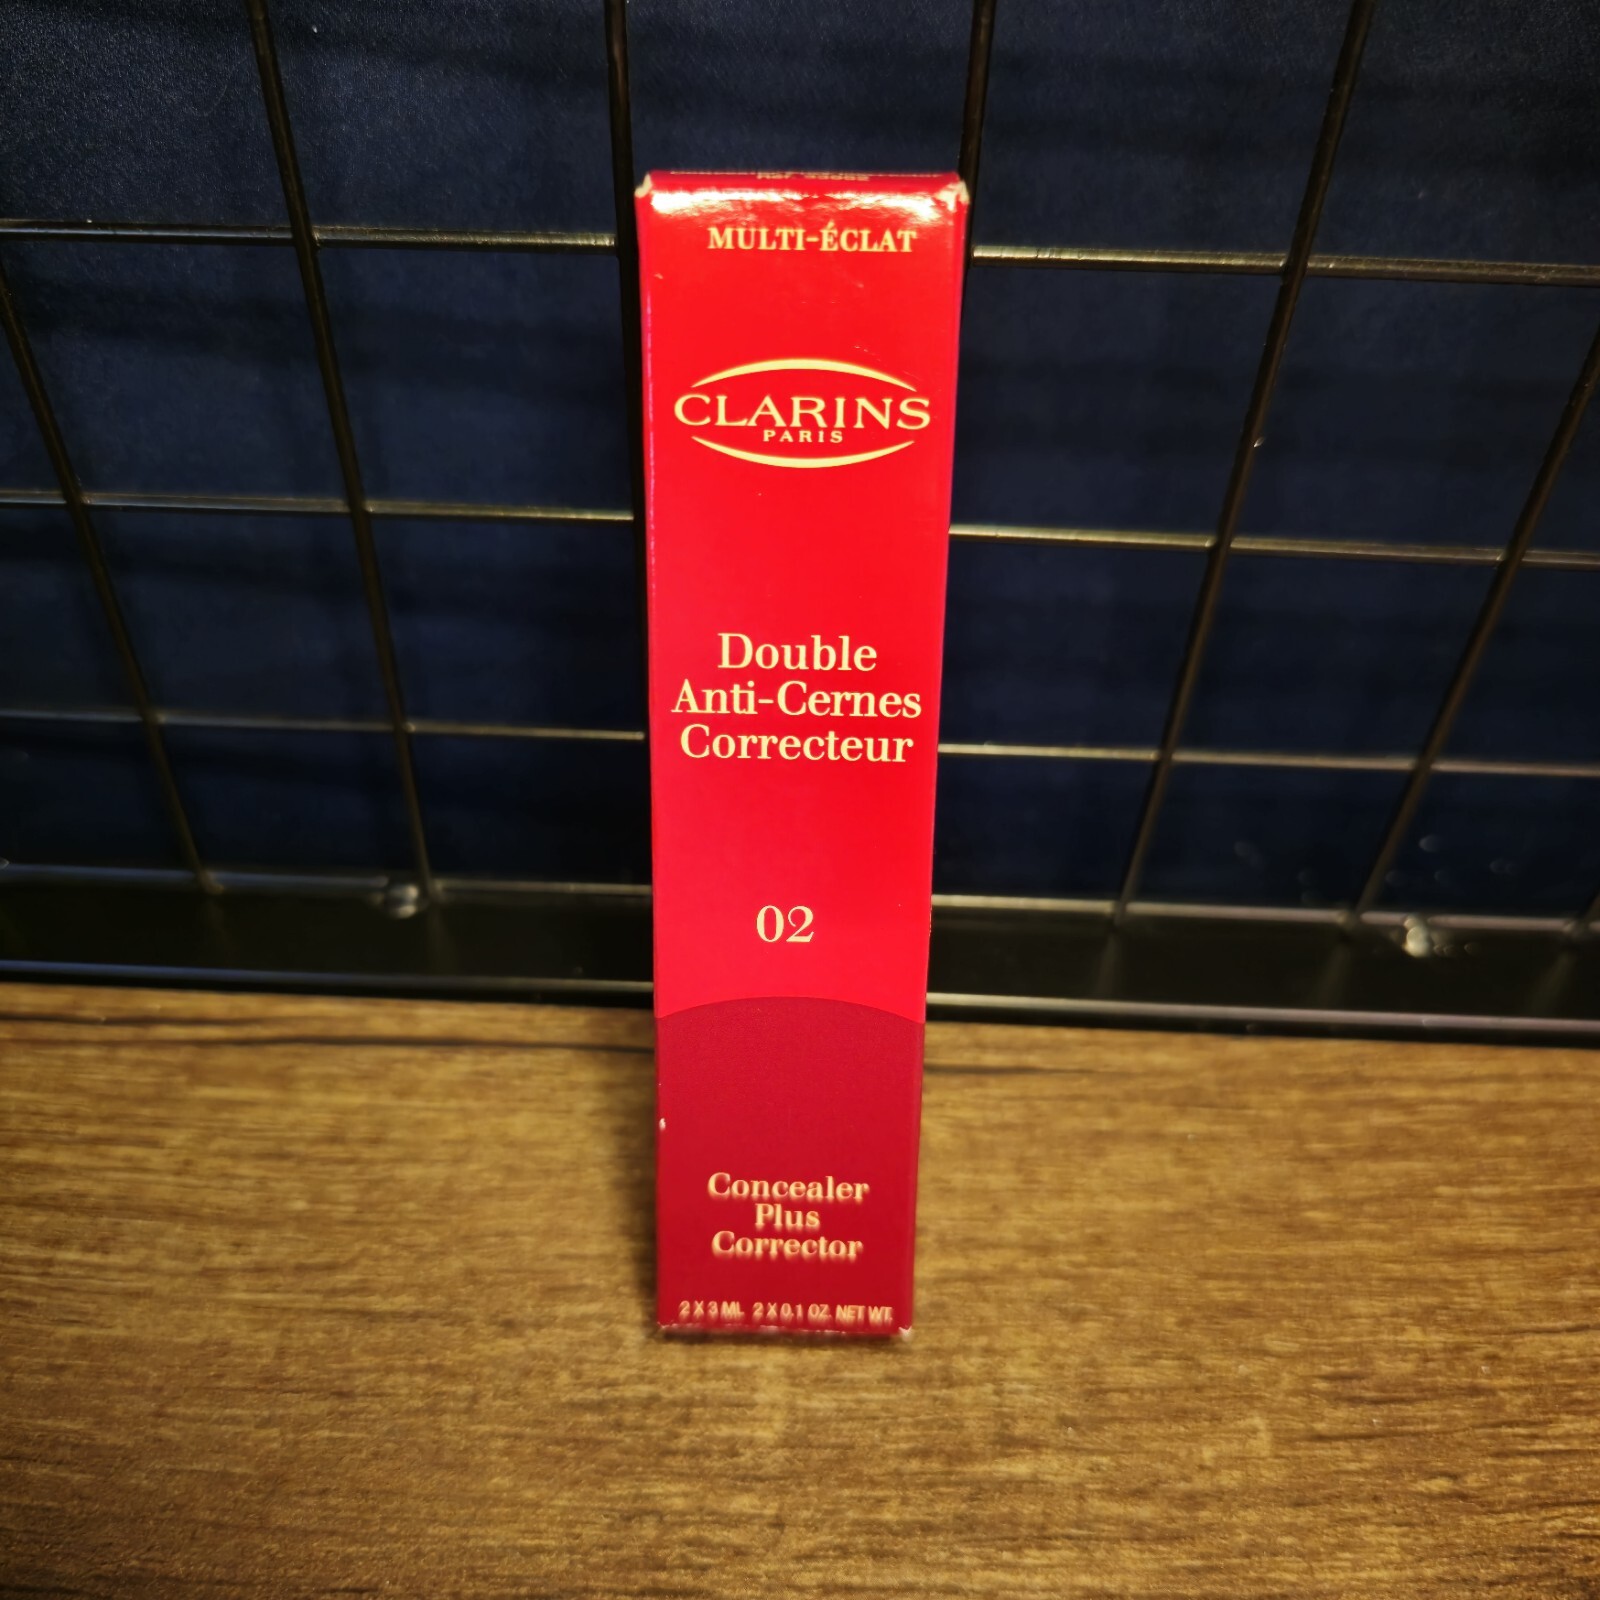 MULTI-ÉCLAT
CLARINS
PARIS
Double
Anti-Cernes
Correcteur
02
Concealer
Plus
Corrector
2 X 3 ML 2 X 0.1 OZ. NET WT.